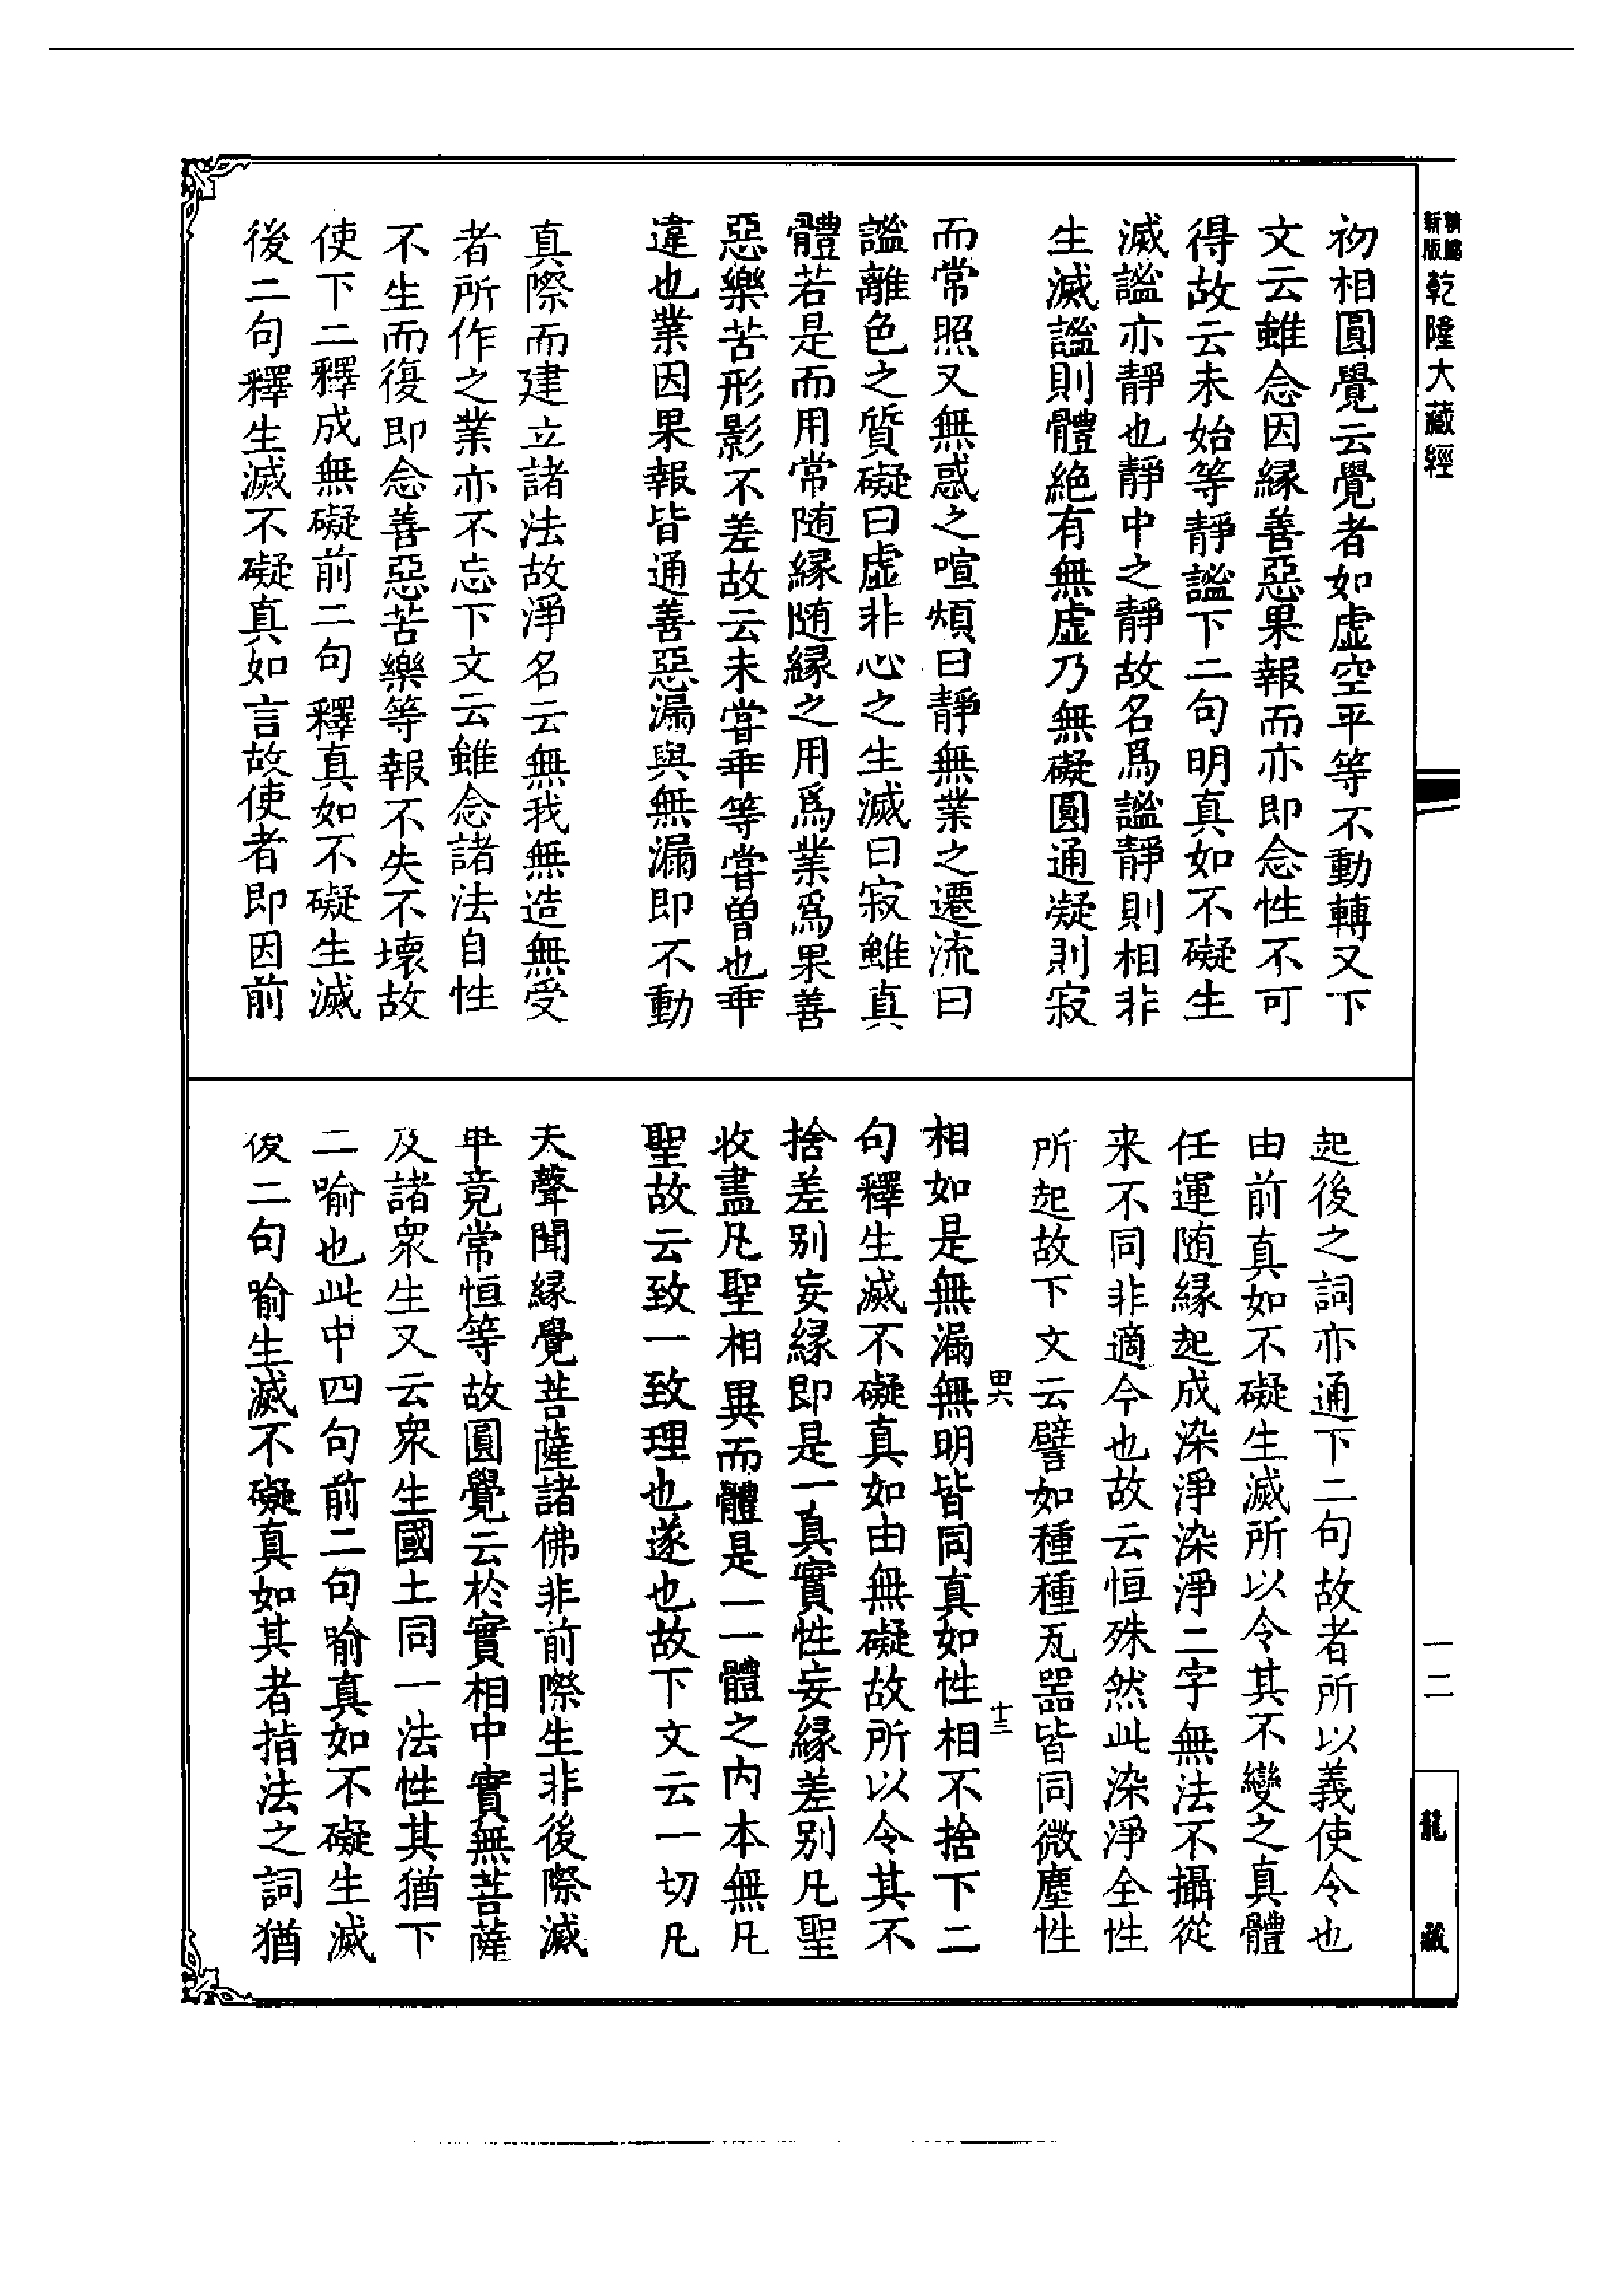 新編
新版
乾隆大藏經
初相圓覺云覺者如虛空平等不動轉又下
文云雖念因緣善惡果報而亦即念性不可
得故云未始等靜謐下二句明真如不礙生
滅謐亦靜也靜中之靜故名爲謐靜則相非
生滅謐則體絕有無虛乃無礙圓通凝則寂
而常照又無惑之喧煩曰靜無業之遷流曰
謐離色之質礙曰虛非心之生滅曰寂雖真
體若是而用常隨緣隨緣之用爲業爲果善
惡樂苦形影不差故云未甞乖等甞曾也乖
違也業因果報皆通善惡漏與無漏即不動
真際而建立諸法故淨名云無我無造無受
者所作之業亦不忘下文云雖念諸法自性
不生而復即念善惡苦樂等報不失不壞故
使下二釋成無礙前二句釋真如不礙生滅
後二句釋生滅不礙真如言故使者即因前
起後之詞亦通下二句故者所以義使令也
由前真如不礙生滅所以令其不變之真體
任運隨緣起成染淨染淨二字無法不攝從
来不同非適今也故云恒殊然此染淨全性
所起故下文云譬如種種瓦器皆同微塵性
相如是無漏無明皆同真如性相不捨下二
句釋生滅不礙真如由無礙故所以令其不
捨差别妄緣即是一真實性妄緣差别凡聖
收盡凡聖相異而體是一一體之内本無凡
聖故云致一致理也遂也故下文云一切凡
夫聲聞緣覺菩薩諸佛非前際生非後際滅
畢竟常恒等故圓覺云於實相中實無菩薩
及諸衆生又云衆生國土同一法性其猶下
二喻也此中四句前二句喻真如不礙生滅
後二句喻生滅不礙真如其者指法之詞猶
十三
一二
龍藏